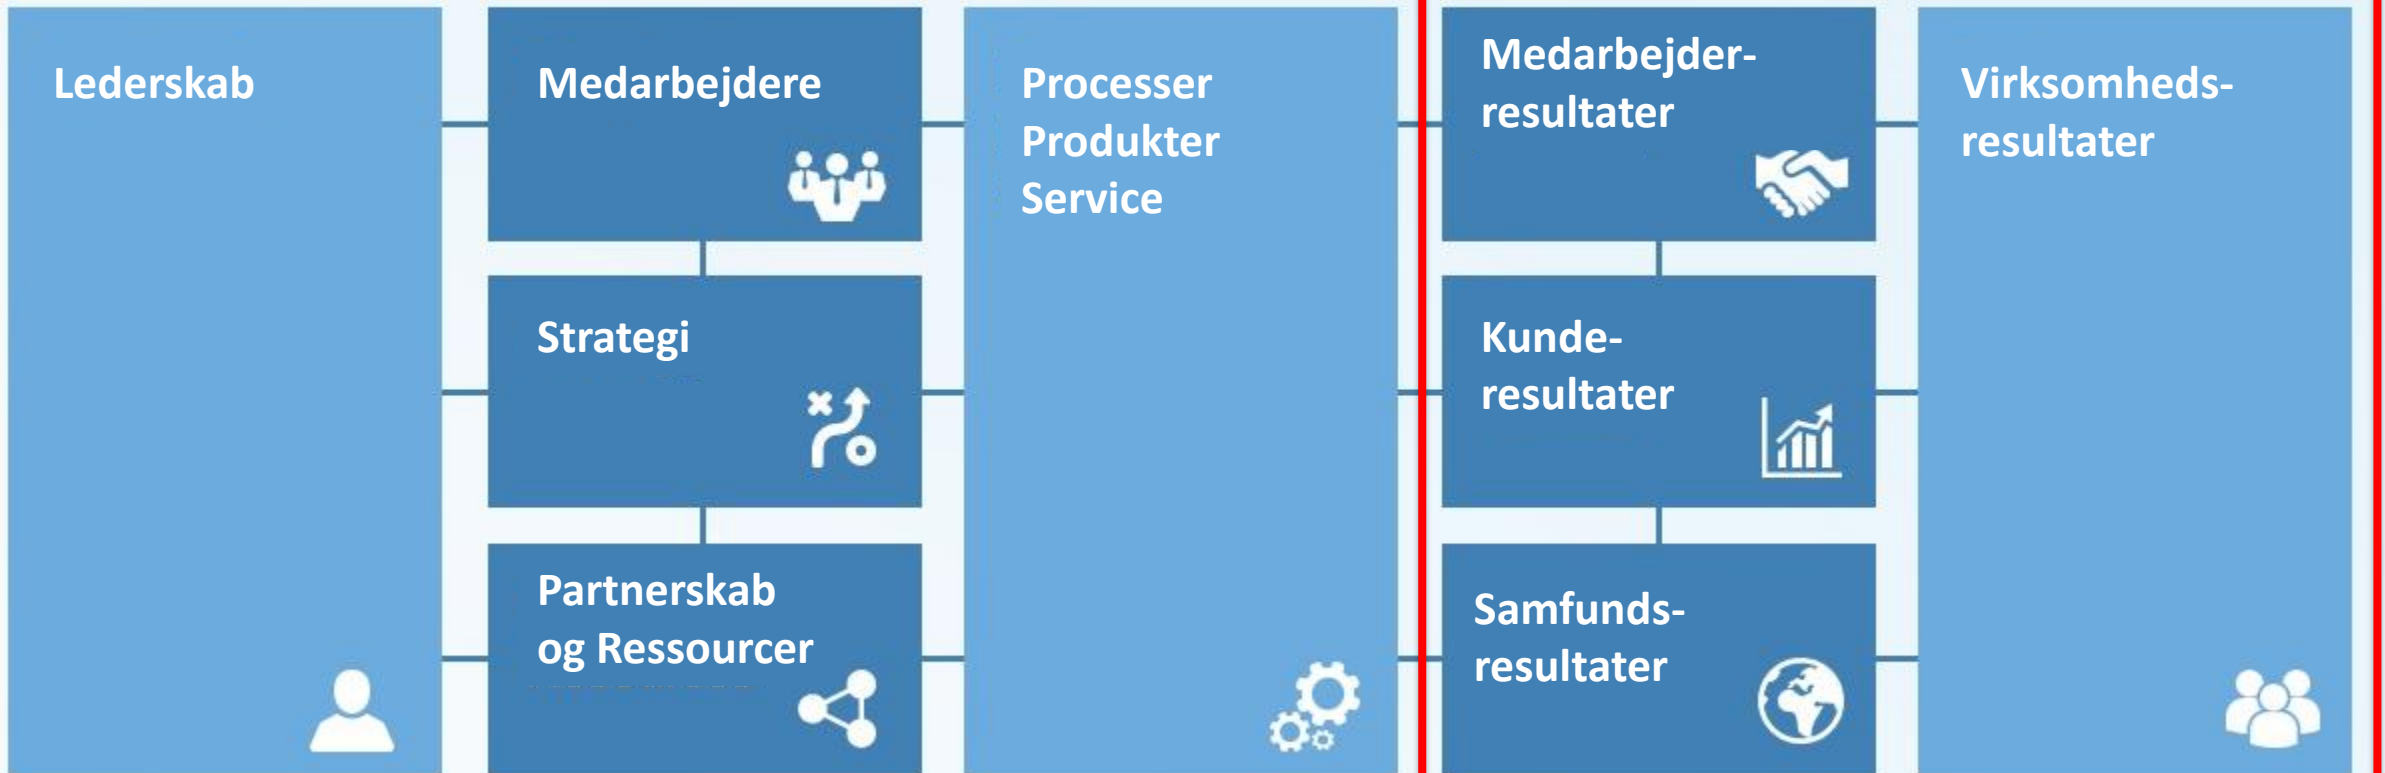 Lederskab
Medarbejdere
Strategi
Partnerskab
og Ressourcer
Processer
Produkter
Service
Medarbejder-
resultater
Kunde-
resultater
Samfunds-
resultater
Virksomheds-
resultater